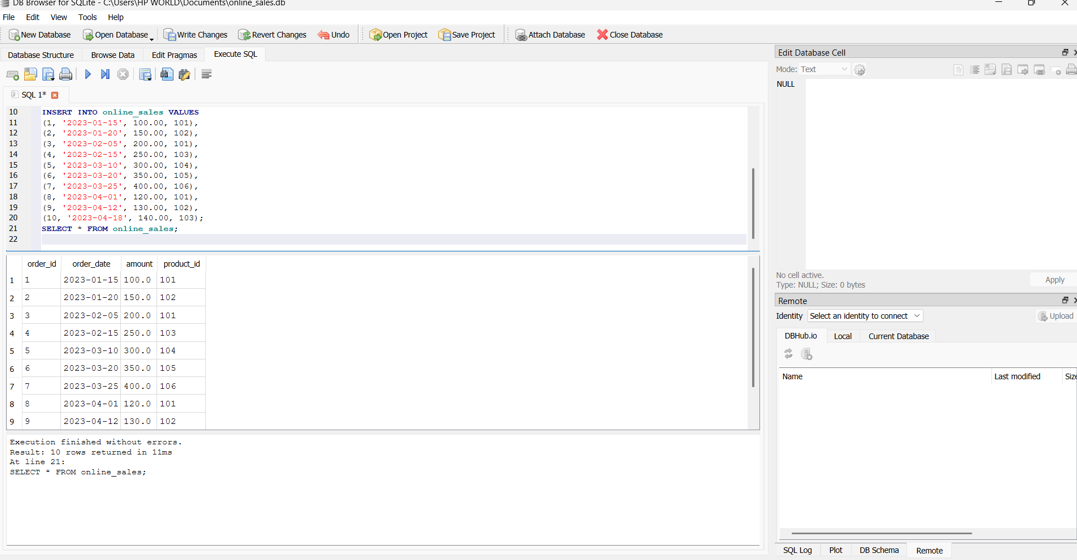 DB Browser for SQLite - C:\Users\HP WORLD\Documents\online_sales.db
File Edit View Tools Help
New Database Open Database Write Changes Revert Changes Undo Open Project Save Project Attach Database Close Database
Database Structure Browse Data Edit Pragmas Execute SQL
SQL 1*
10 INSERT INTO online_sales VALUES
11 (1, '2023-01-15', 100.00, 101),
12 (2, '2023-01-20', 150.00, 102),
13 (3, '2023-02-05', 200.00, 101),
14 (4, '2023-02-15', 250.00, 103),
15 (5, '2023-03-10', 300.00, 104),
16 (6, '2023-03-20', 350.00, 105),
17 (7, '2023-03-25', 400.00, 106),
18 (8, '2023-04-01', 120.00, 101),
19 (9, '2023-04-12', 130.00, 102),
20 (10, '2023-04-18', 140.00, 103);
21 SELECT * FROM online_sales;
22
order_id order_date amount product_id
1 1 2023-01-15 100.0 101
2 2 2023-01-20 150.0 102
3 3 2023-02-05 200.0 101
4 4 2023-02-15 250.0 103
5 5 2023-03-10 300.0 104
6 6 2023-03-20 350.0 105
7 7 2023-03-25 400.0 106
8 8 2023-04-01 120.0 101
9 9 2023-04-12 130.0 102
Execution finished without errors.
Result: 10 rows returned in 11ms
At line 21:
SELECT * FROM online_sales;
Edit Database Cell
Mode: Text
NULL
No cell active.
Type: NULL; Size: 0 bytes
Apply
Remote
Identity Select an identity to connect Upload
DBHub.io Local Current Database
Name Last modified Size
SQL Log Plot DB Schema Remote